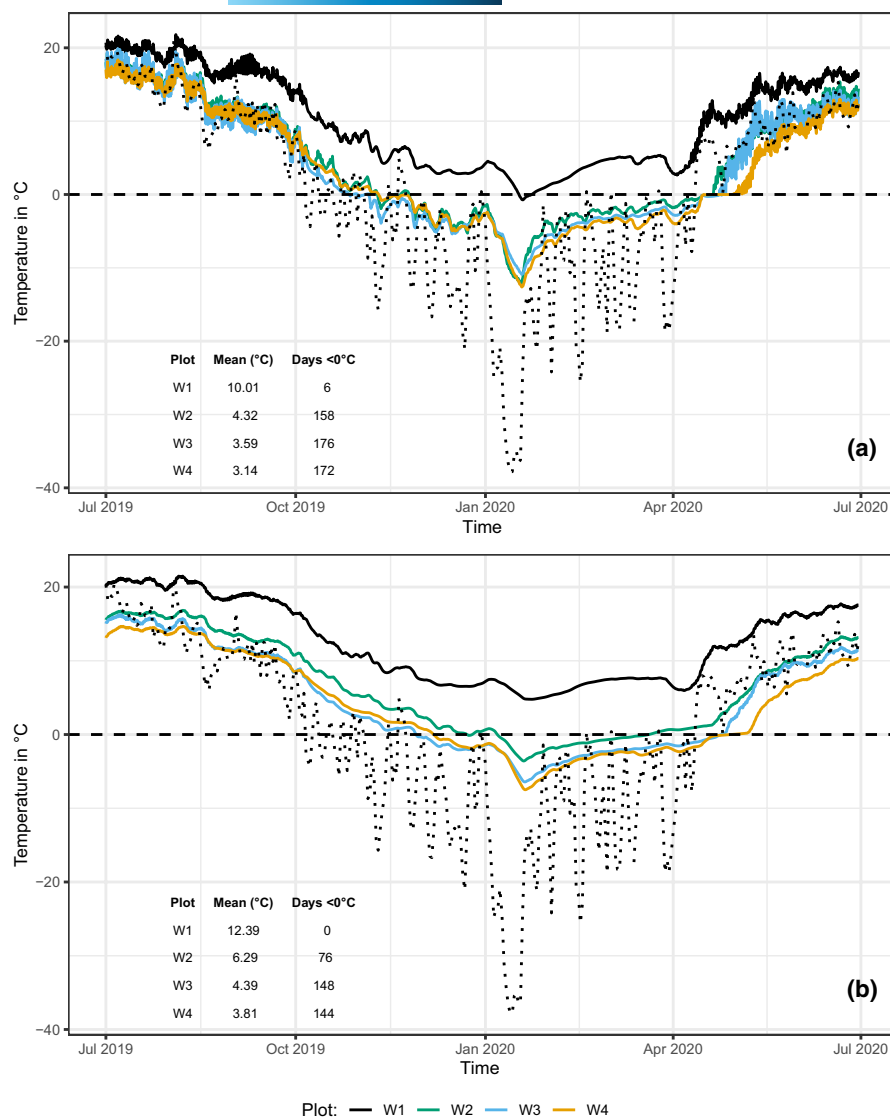 20
0
−20
−40
Temperature in °C
Plot Mean (°C) Days <0°C
W1 10.01 6
W2 4.32 158
W3 3.59 176
W4 3.14 172
(a)
Jul 2019 Oct 2019 Jan 2020 Apr 2020 Jul 2020
Time
20
0
−20
−40
Temperature in °C
Plot Mean (°C) Days <0°C
W1 12.39 0
W2 6.29 76
W3 4.39 148
W4 3.81 144
(b)
Jul 2019 Oct 2019 Jan 2020 Apr 2020 Jul 2020
Time
Plot: W1 W2 W3 W4